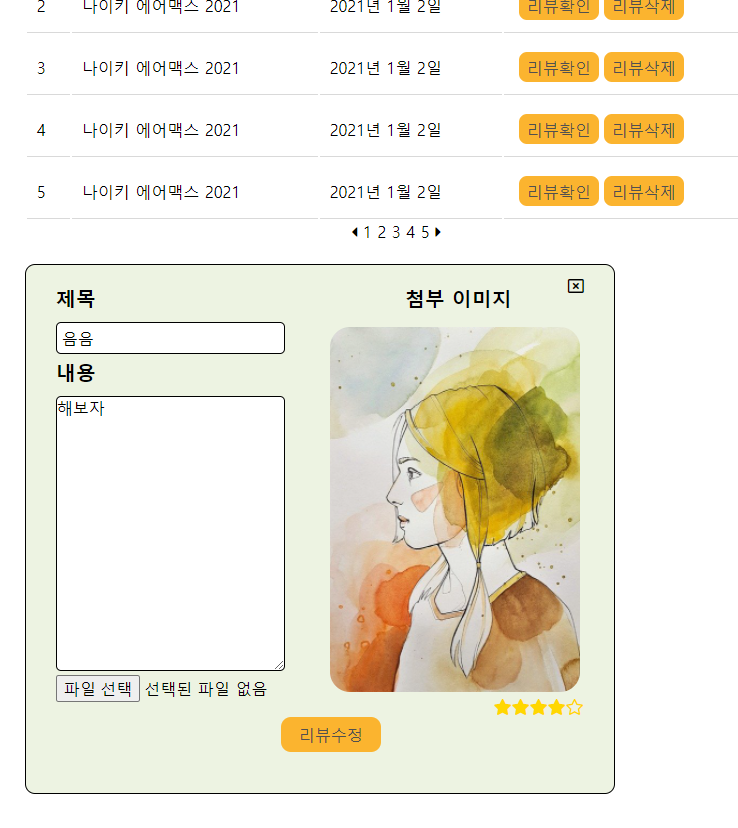 2 나이키 에어맥스 2021 2021년 1월 2일 리뷰확인 리뷰삭제
3 나이키 에어맥스 2021 2021년 1월 2일 리뷰확인 리뷰삭제
4 나이키 에어맥스 2021 2021년 1월 2일 리뷰확인 리뷰삭제
5 나이키 에어맥스 2021 2021년 1월 2일 리뷰확인 리뷰삭제
1 2 3 4 5
제목
음음
내용
해보자
파일 선택 선택된 파일 없음
첨부 이미지
리뷰수정